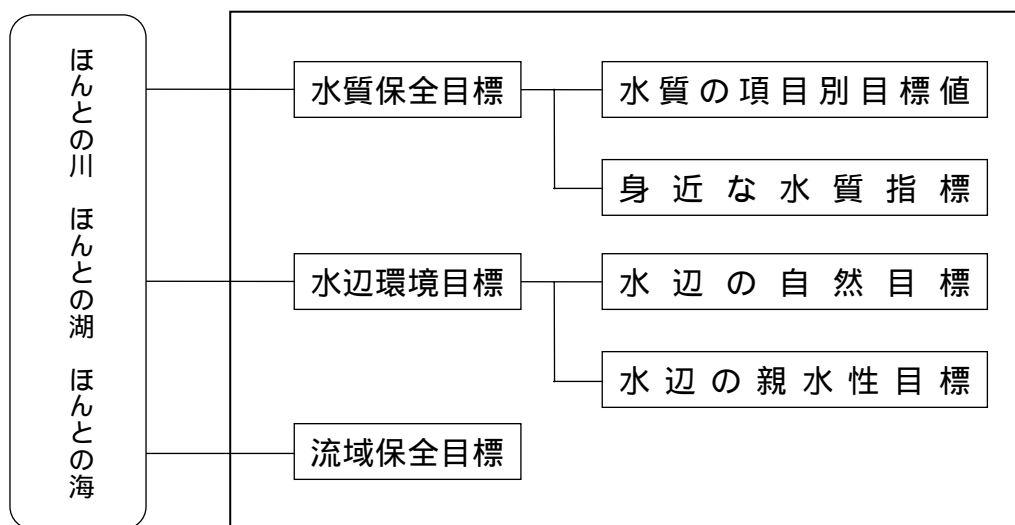 ほんとの川　ほんとの湖　ほんとの海
水質保全目標
水質の項目別目標値
身近な水質指標
水辺環境目標
水辺の自然目標
水辺の親水性目標
流域保全目標